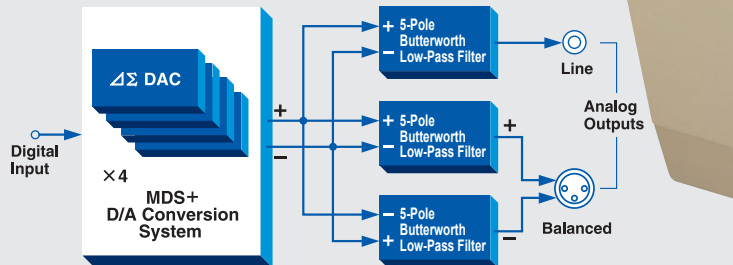 Digital
Input
ΔΣ DAC
×4
MDS+
D/A Conversion
System
+
−
+ 5-Pole
Butterworth
− Low-Pass Filter
+ 5-Pole
Butterworth
− Low-Pass Filter
+
− 5-Pole
Butterworth
+ Low-Pass Filter
−
Line
Analog
Outputs
Balanced